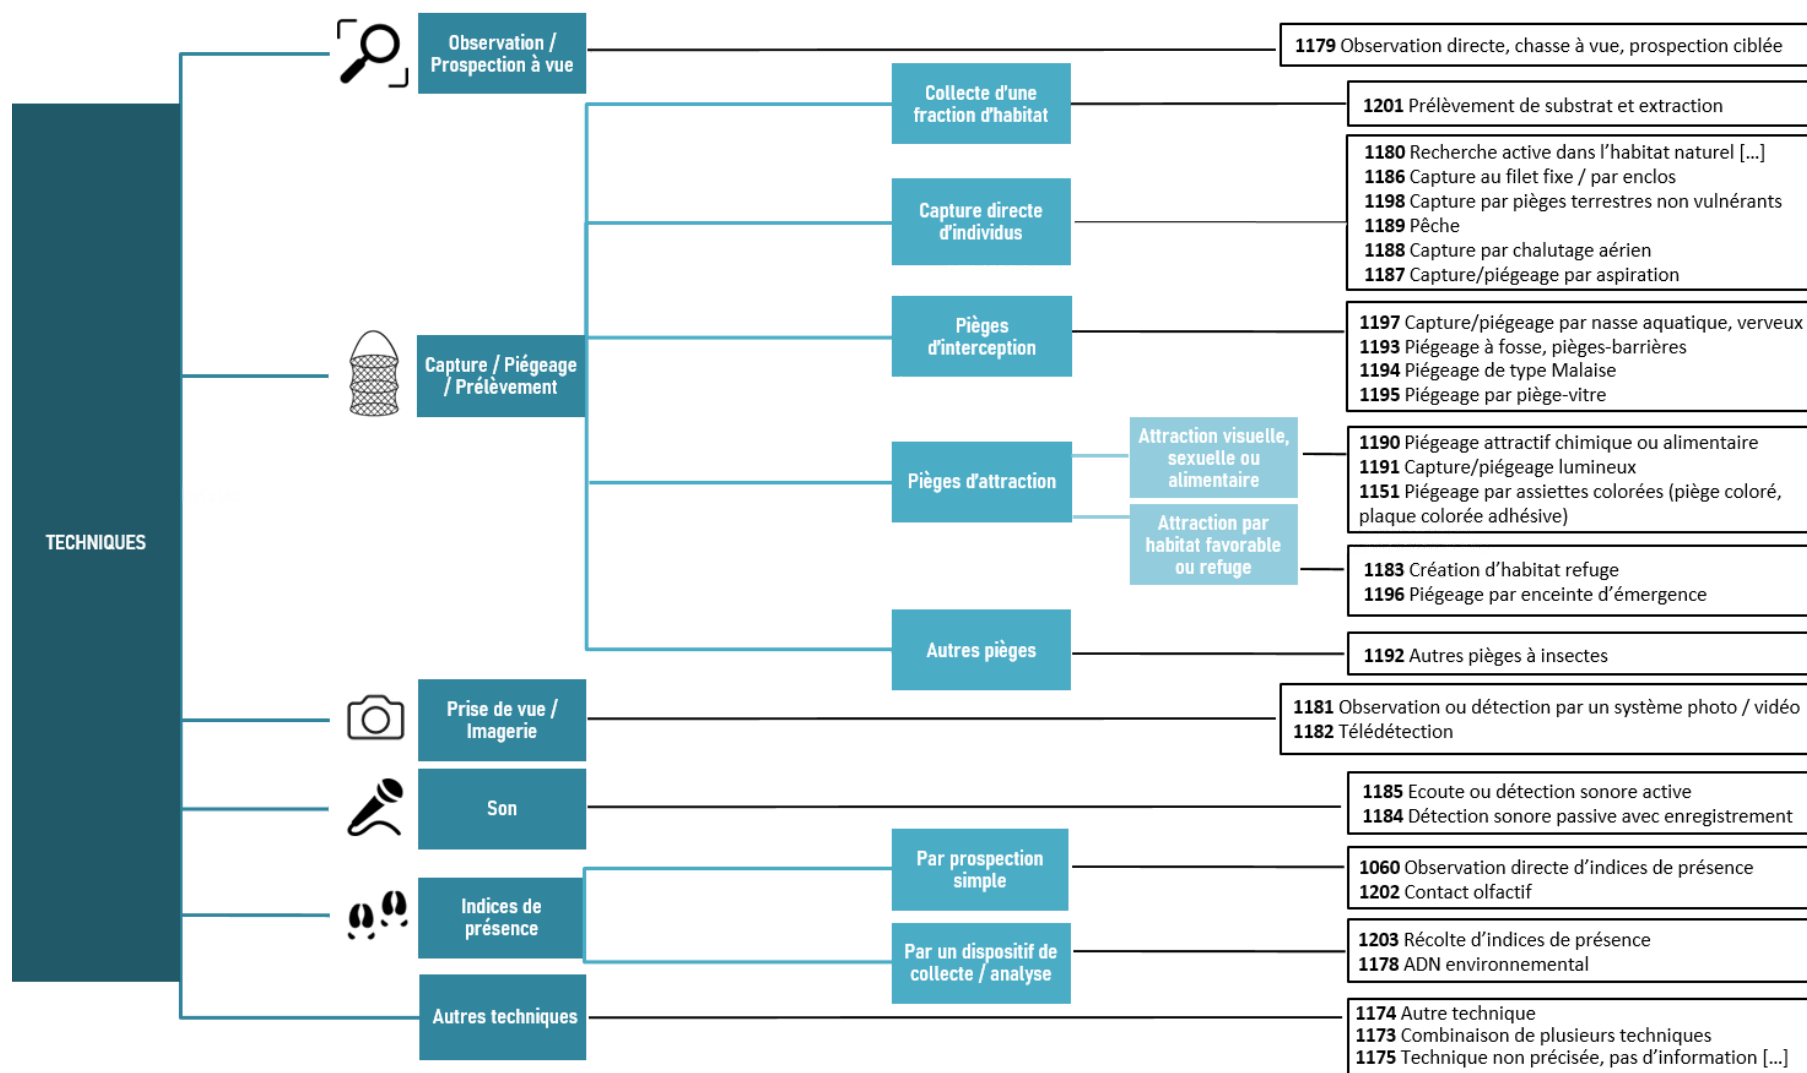 TECHNIQUES
Observation /
Prospection à vue
1179 Observation directe, chasse à vue, prospection ciblée
Capture / Piégeage
/ Prélèvement
Collecte d'une
fraction d'habitat
1201 Prélèvement de substrat et extraction
Capture directe
d'individus
1180 Recherche active dans l'habitat naturel [...]
1186 Capture au filet fixe / par enclos
1198 Capture par pièges terrestres non vulnérants
1189 Pêche
1188 Capture par chalutage aérien
1187 Capture/piégeage par aspiration
Pièges
d'interception
1197 Capture/piégeage par nasse aquatique, verveux
1193 Piégeage à fosse, pièges-barrières
1194 Piégeage de type Malaise
1195 Piégeage par piège-vitre
Pièges d'attraction
Attraction visuelle,
sexuelle ou
alimentaire
1190 Piégeage attractif chimique ou alimentaire
1191 Capture/piégeage lumineux
1151 Piégeage par assiettes colorées (piège coloré,
plaque colorée adhésive)
Attraction par
habitat favorable
ou refuge
1183 Création d'habitat refuge
1196 Piégeage par enceinte d'émergence
Autres pièges
1192 Autres pièges à insectes
Prise de vue /
Imagerie
1181 Observation ou détection par un système photo / vidéo
1182 Télédétection
Son
1185 Ecoute ou détection sonore active
1184 Détection sonore passive avec enregistrement
Indices de
présence
Par prospection
simple
1060 Observation directe d'indices de présence
1202 Contact olfactif
Par un dispositif de
collecte / analyse
1203 Récolte d'indices de présence
1178 ADN environnemental
Autres techniques
1174 Autre technique
1173 Combinaison de plusieurs techniques
1175 Technique non précisée, pas d'information [...]